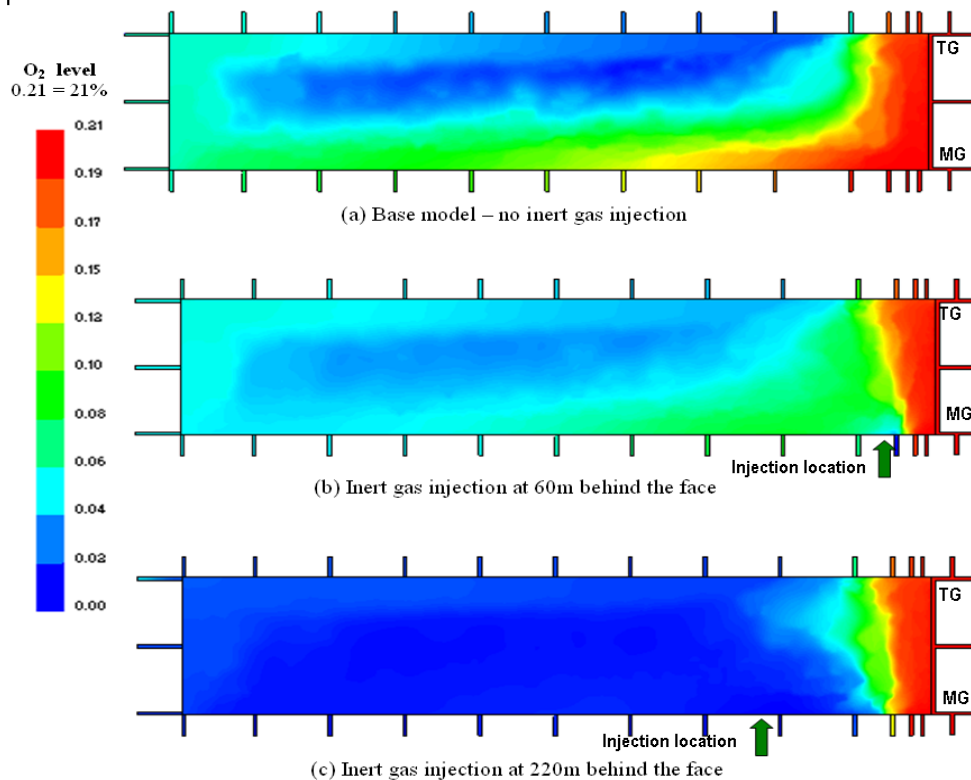 TG
O₂ level
0.21 = 21%
0.21
MG
0.19
(a) Base model – no inert gas injection
0.17
0.15
TG
0.12
0.10
0.08
MG
0.06
Injection location
(b) Inert gas injection at 60m behind the face
0.04
0.02
0.00
TG
MG
Injection location
(c) Inert gas injection at 220m behind the face